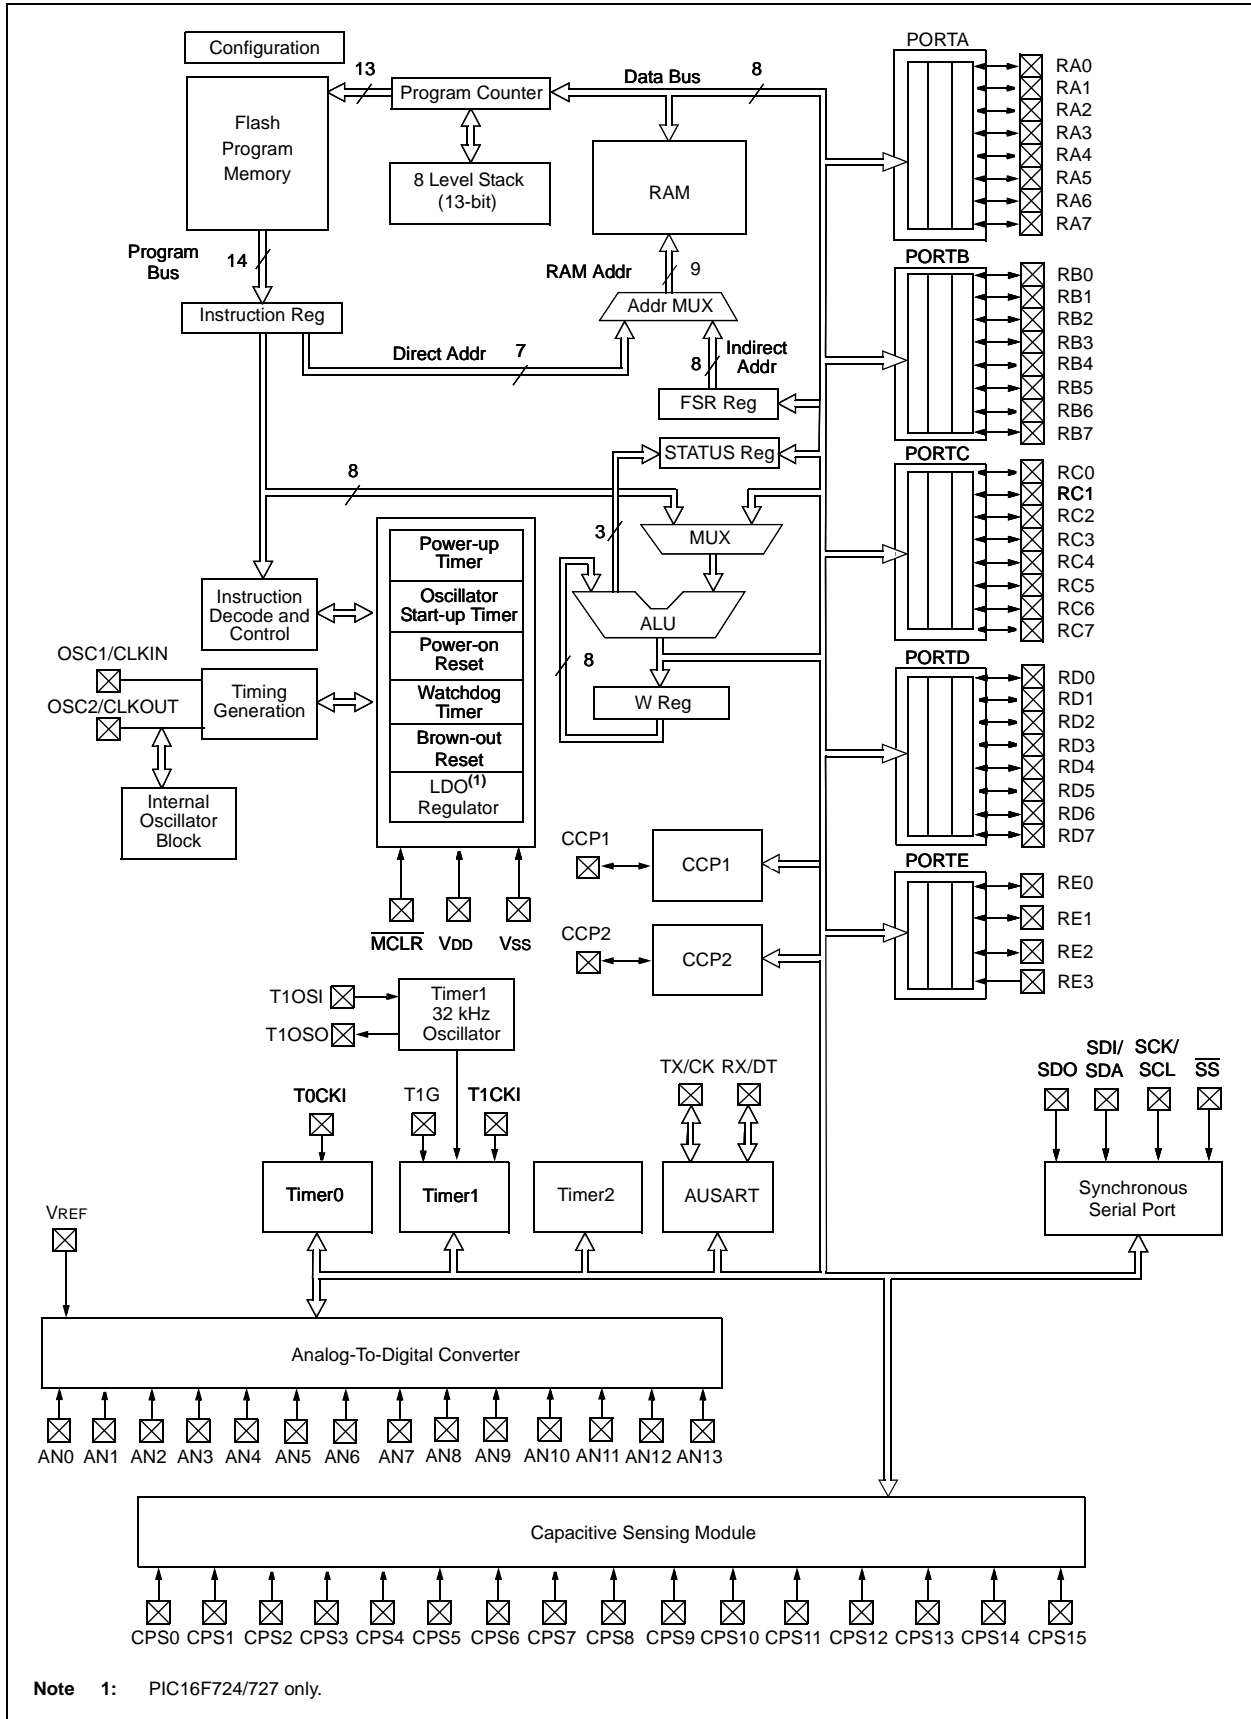 Configuration
PORTA
13
Data Bus
8
Program Counter
Flash
Program
Memory
8 Level Stack
(13-bit)
RAM
RA0
RA1
RA2
RA3
RA4
RA5
RA6
RA7
Program
Bus
14
RAM Addr
9
Instruction Reg
Addr MUX
Direct Addr
7
Indirect
Addr
8
FSR Reg
STATUS Reg
PORTB
RB0
RB1
RB2
RB3
RB4
RB5
RB6
RB7
8
3
MUX
ALU
8
W Reg
PORTC
RC0
RC1
RC2
RC3
RC4
RC5
RC6
RC7
Power-up
Timer
Oscillator
Start-up Timer
Power-on
Reset
Watchdog
Timer
Brown-out
Reset
LDO(1)
Regulator
Instruction
Decode and
Control
OSC1/CLKIN
OSC2/CLKOUT
Timing
Generation
Internal
Oscillator
Block
MCLR
VDD
VSS
PORTD
RD0
RD1
RD2
RD3
RD4
RD5
RD6
RD7
CCP1
CCP1
CCP2
CCP2
PORTE
RE0
RE1
RE2
RE3
T1OSI
T1OSO
Timer1
32 kHz
Oscillator
T0CKI
T1G
T1CKI
TX/CK
RX/DT
SDO
SDI/
SDA
SCK/
SCL
SS
Timer0
Timer1
Timer2
AUSART
Synchronous
Serial Port
VREF
Analog-To-Digital Converter
AN0 AN1 AN2 AN3 AN4 AN5 AN6 AN7 AN8 AN9 AN10 AN11 AN12 AN13
Capacitive Sensing Module
CPS0 CPS1 CPS2 CPS3 CPS4 CPS5 CPS6 CPS7 CPS8 CPS9 CPS10 CPS11 CPS12 CPS13 CPS14 CPS15
Note 1: PIC16F724/727 only.